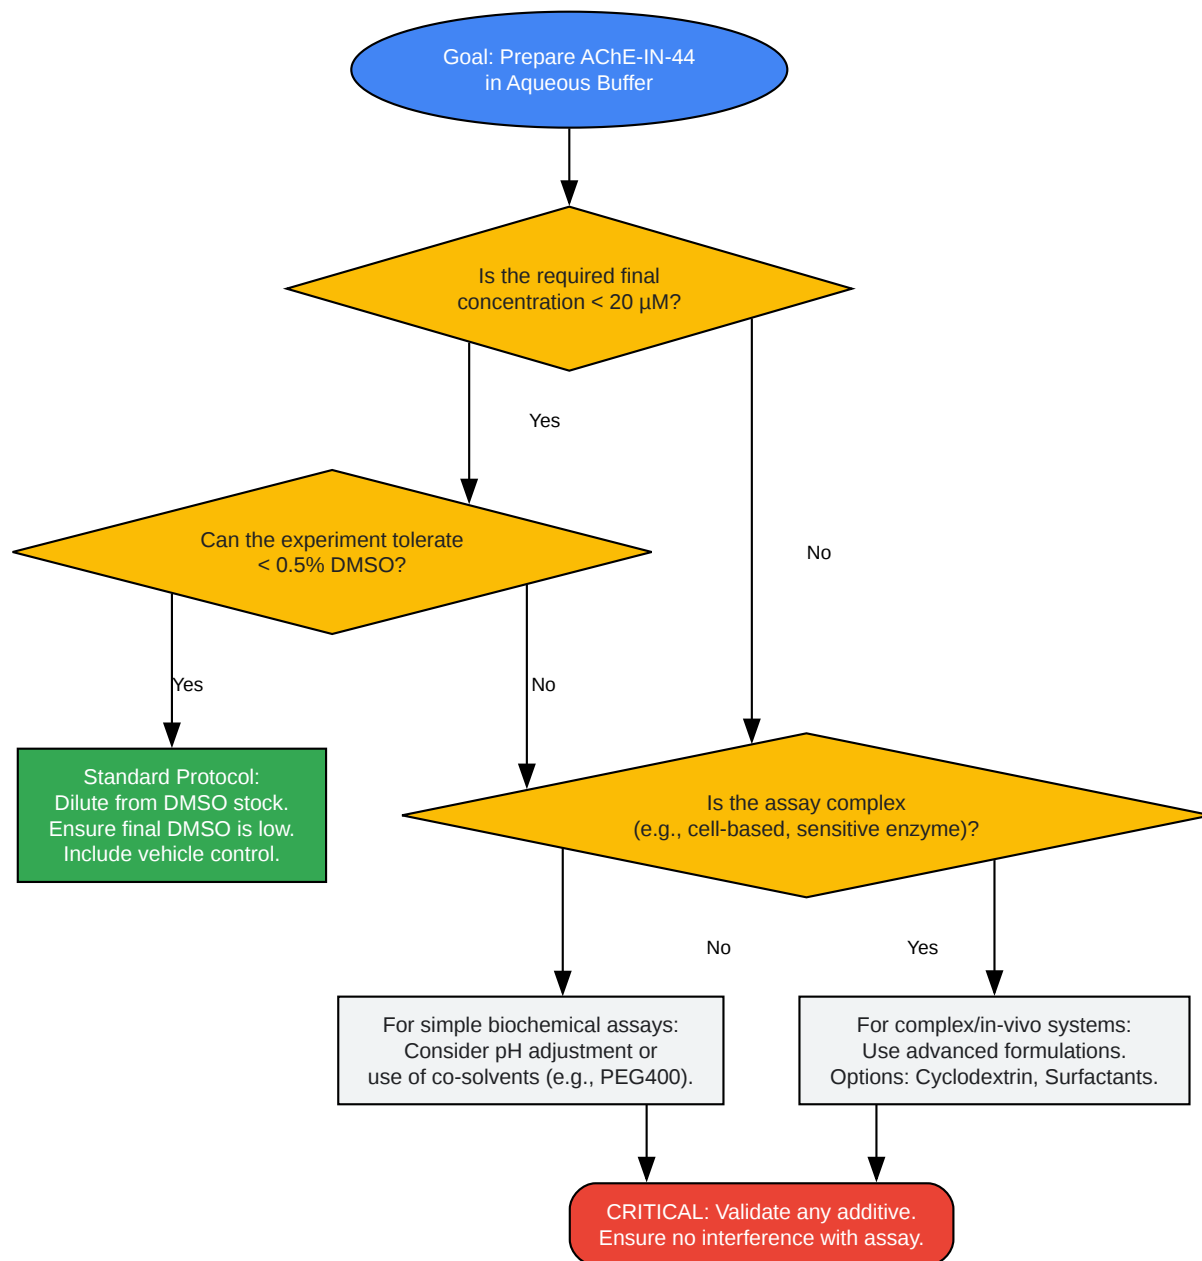 Goal: Prepare AChE-IN-44
in Aqueous Buffer
Is the required final
concentration < 20 µM?
Yes
Can the experiment tolerate
< 0.5% DMSO?
No
Yes
No
Standard Protocol:
Dilute from DMSO stock.
Ensure final DMSO is low.
Include vehicle control.
Is the assay complex
(e.g., cell-based, sensitive enzyme)?
No
Yes
For simple biochemical assays:
Consider pH adjustment or
use of co-solvents (e.g., PEG400).
For complex/in-vivo systems:
Use advanced formulations.
Options: Cyclodextrin, Surfactants.
CRITICAL: Validate any additive.
Ensure no interference with assay.